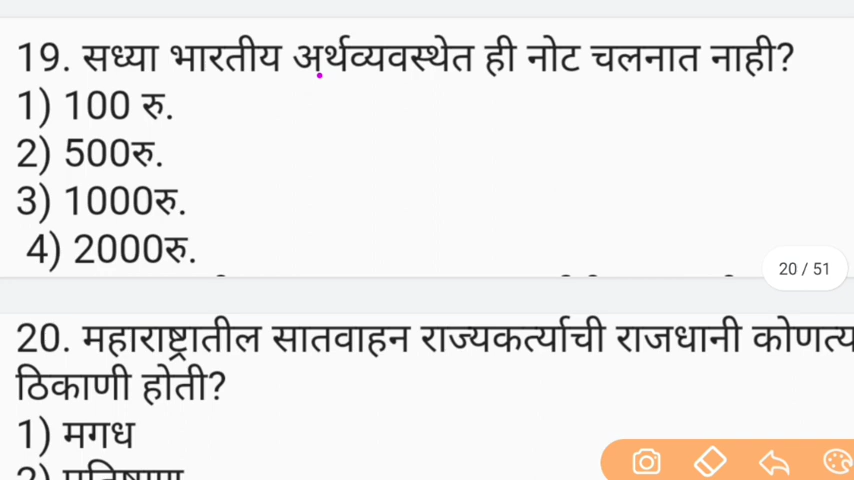 19. सध्या भारतीय अर्थव्यवस्थेत ही नोट चलनात नाही?
1) 100 रु.
2) 500रु.
3) 1000रु.
4) 2000रु.
20 / 51
20. महाराष्ट्रातील सातवाहन राज्यकर्त्याची राजधानी
ठिकाणी होती?
1) मगध